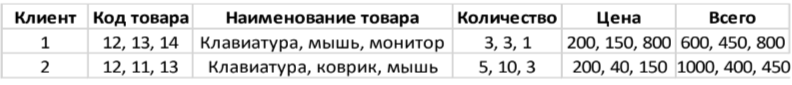 Клиент Код товара Наименование товара Количество Цена Всего
1 12, 13, 14 Клавиатура, мышь, монитор 3, 3, 1 200, 150, 800 600, 450, 800
2 12, 11, 13 Клавиатура, коврик, мышь 5, 10, 3 200, 40, 150 1000, 400, 450